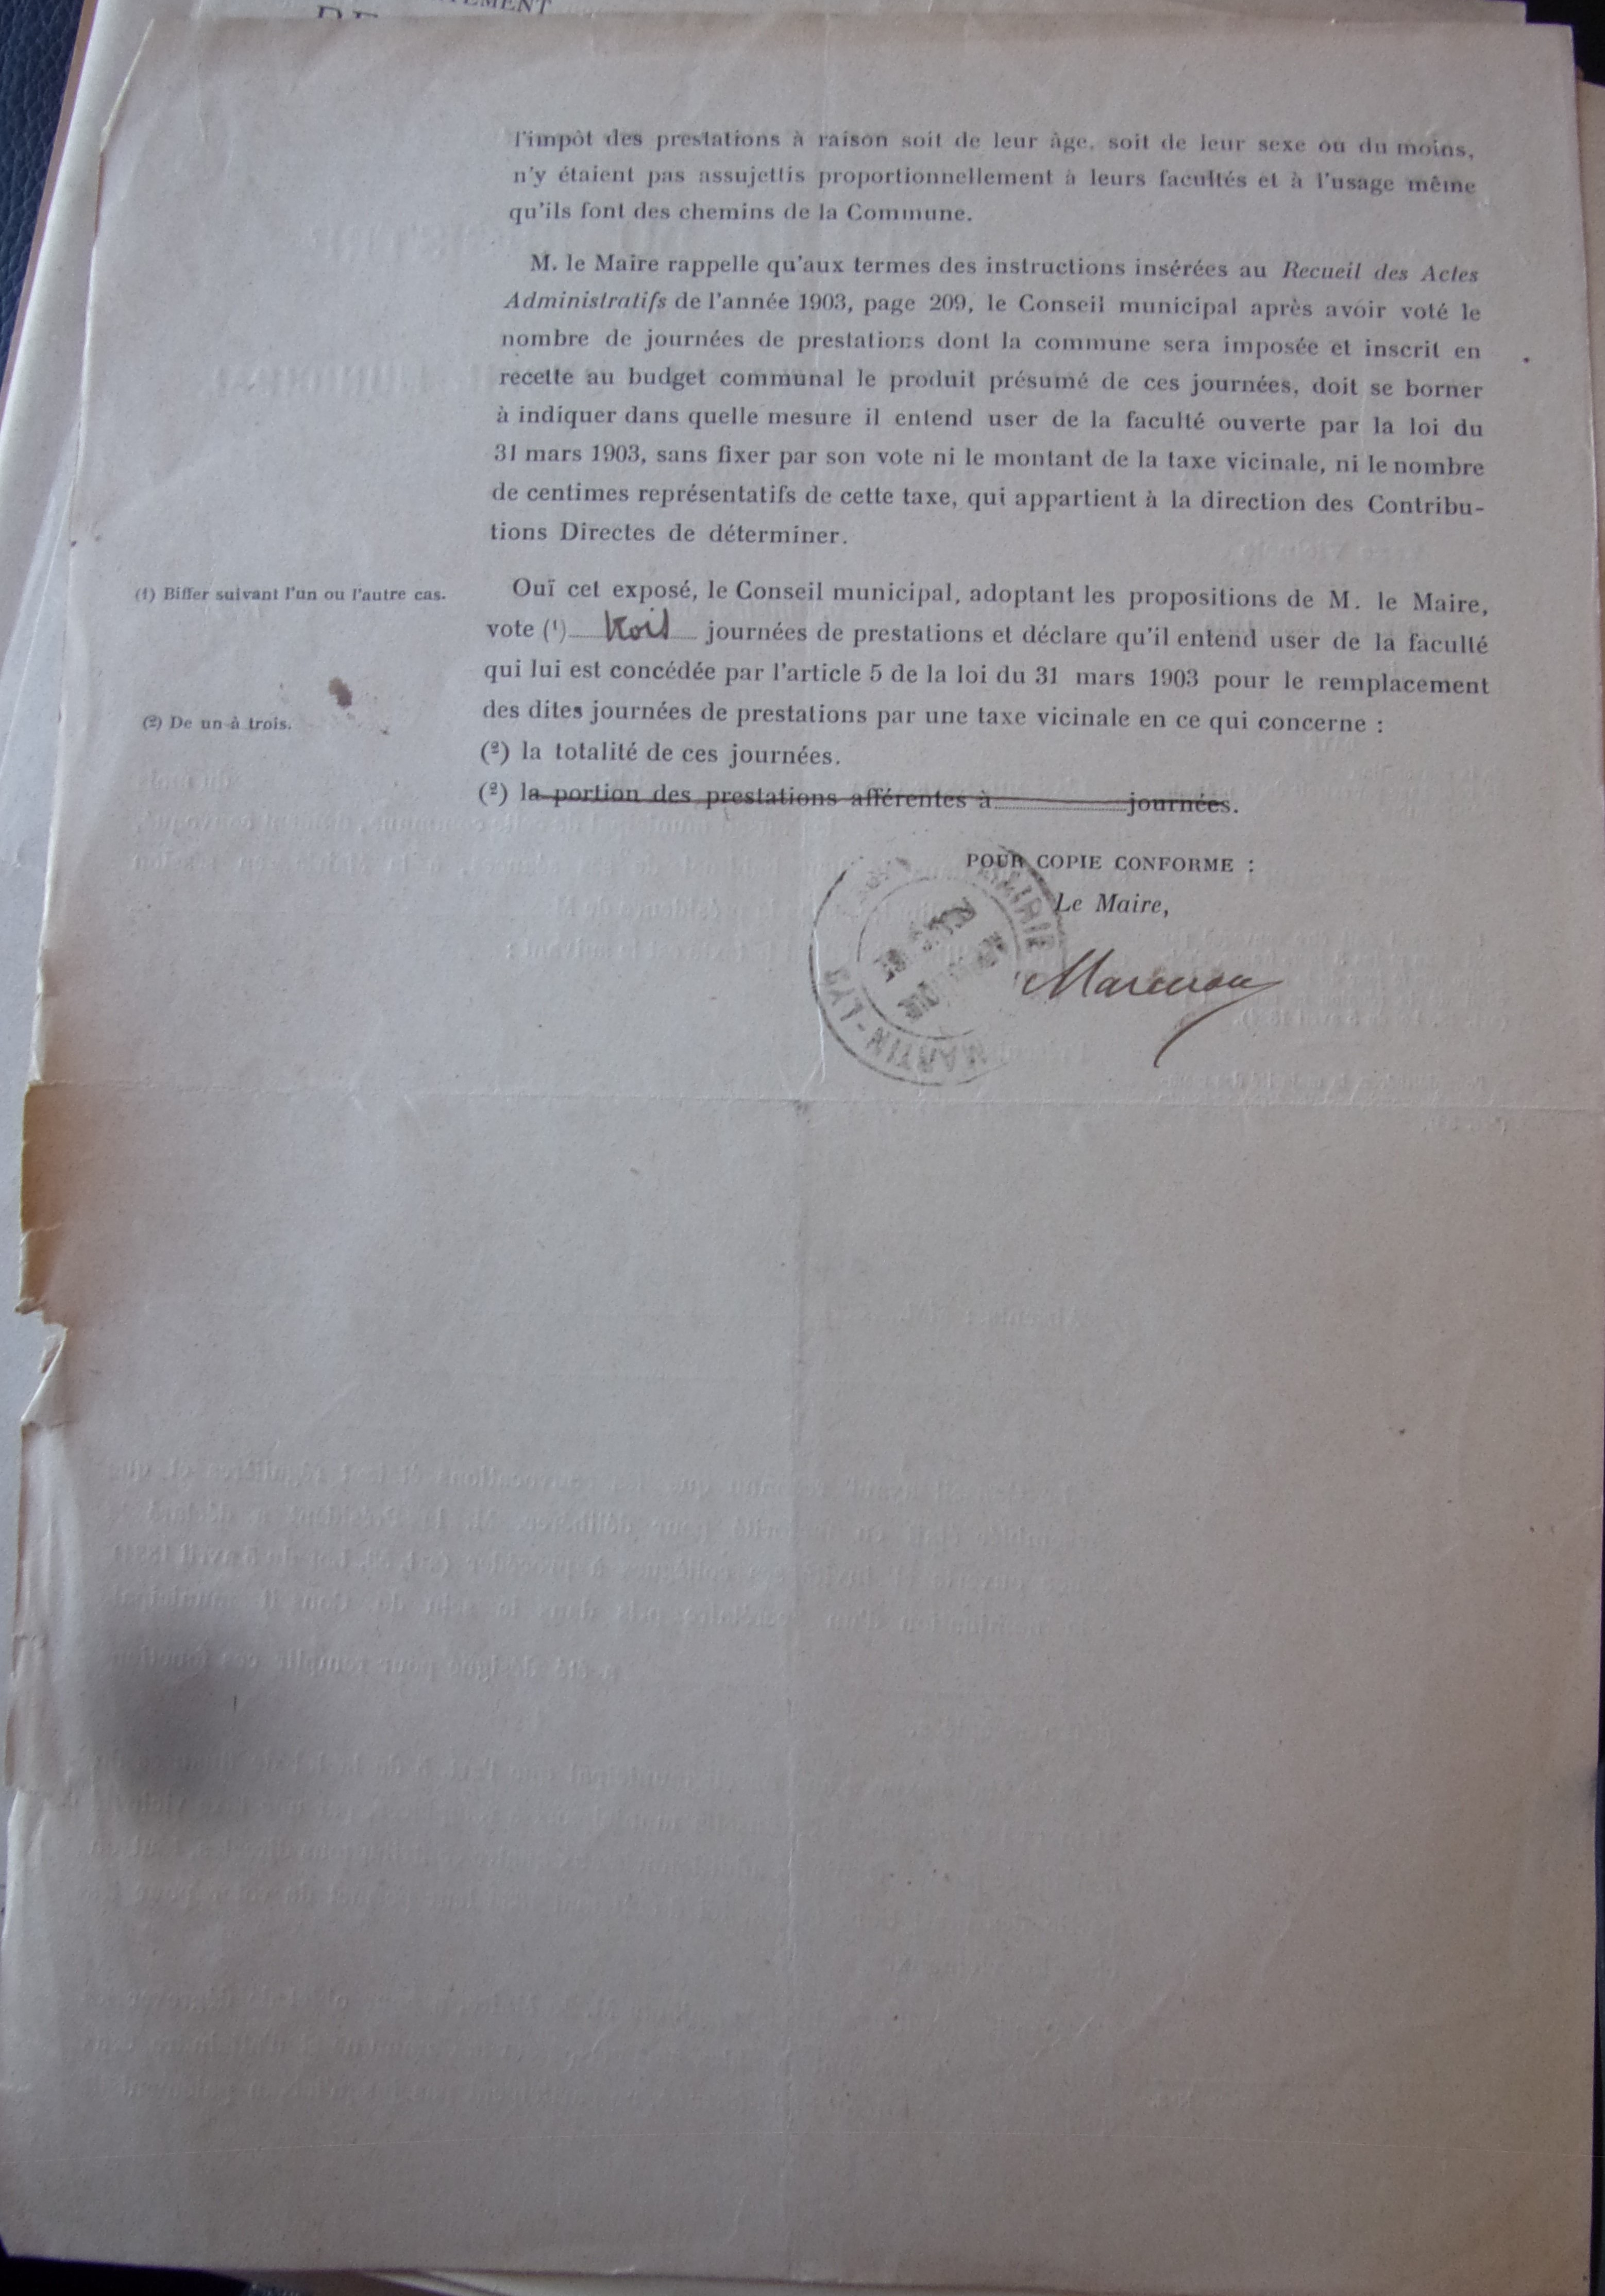 l'impôt des prestations à raison soit de leur âge, soit de leur sexe ou du moins,
n'y étaient pas assujettis proportionnellement à leurs facultés et à l'usage même
qu'ils font des chemins de la Commune.
M. le Maire rappelle qu'aux termes des instructions insérées au Recueil des Actes
Administratifs de l'année 1903, page 209, le Conseil municipal après avoir voté le
nombre de journées de prestations dont la commune sera imposée et inscrit en
recette au budget communal le produit présumé de ces journées, doit se borner
à indiquer dans quelle mesure il entend user de la faculté ouverte par la loi du
31 mars 1903, sans fixer par son vote ni le montant de la taxe vicinale, ni le nombre
de centimes représentatifs de cette taxe, qui appartient à la direction des Contribu-
tions Directes de déterminer.
(1) Biffer suivant l'un ou l'autre cas.
Ouï cet exposé, le Conseil municipal, adoptant les propositions de M. le Maire,
vote (1) trois journées de prestations et déclare qu'il entend user de la faculté
qui lui est concédée par l'article 5 de la loi du 31 mars 1903 pour le remplacement
(2) De un à trois.
des dites journées de prestations par une taxe vicinale en ce qui concerne :
(2) la totalité de ces journées.
(2) la portion des prestations afférentes à journées.
POUR COPIE CONFORME :
Le Maire,
MAIRIE
MARTIN